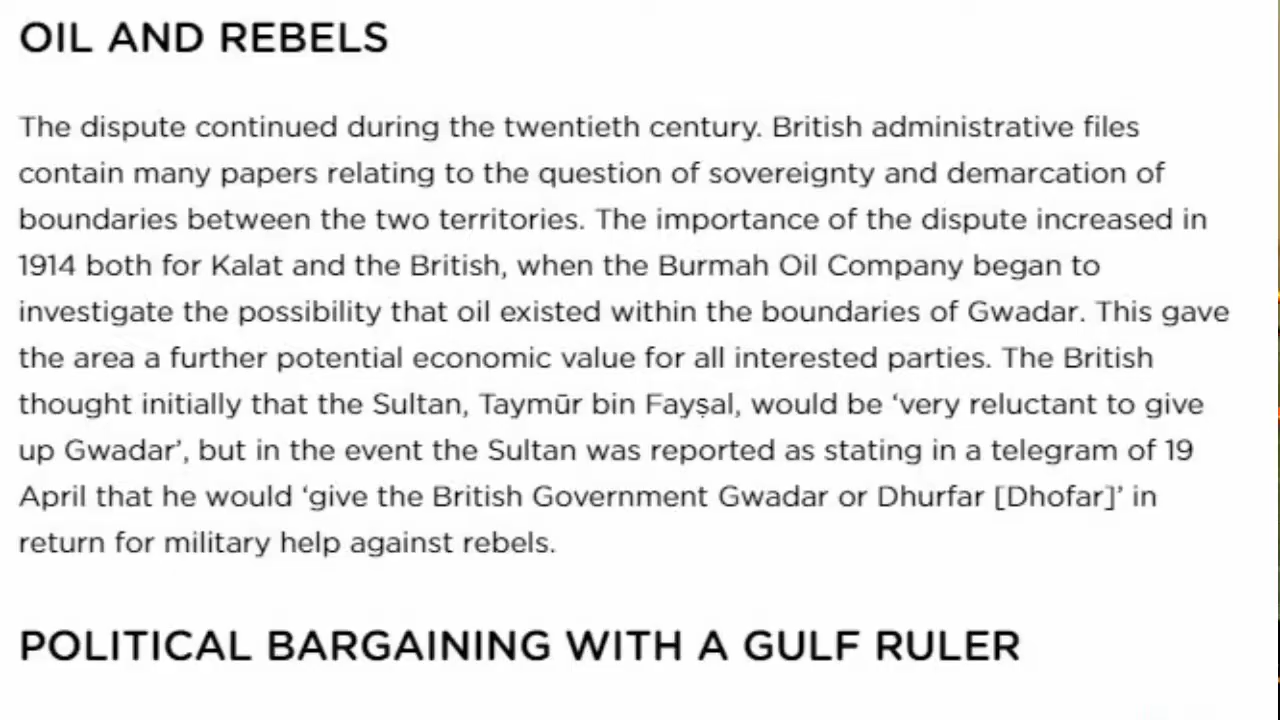 OIL AND REBELS
The dispute continued during the twentieth century. British administrative files
contain many papers relating to the question of sovereignty and demarcation of
boundaries between the two territories. The importance of the dispute increased in
1914 both for Kalat and the British, when the Burmah Oil Company began to
investigate the possibility that oil existed within the boundaries of Gwadar. This gave
the area a further potential economic value for all interested parties. The British
thought initially that the Sultan, Taymūr bin Fayṣal, would be ‘very reluctant to give
up Gwadar’, but in the event the Sultan was reported as stating in a telegram of 19
April that he would ‘give the British Government Gwadar or Dhurfar [Dhofar]’ in
return for military help against rebels.
POLITICAL BARGAINING WITH A GULF RULER